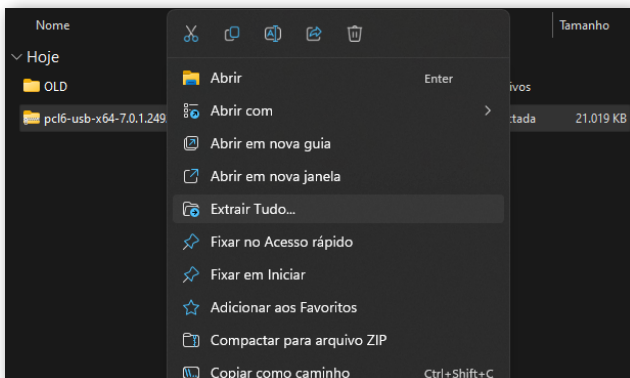 Nome
Tamanho
Hoje
OLD
pcl6-usb-x64-7.0.1.249
21.019 KB
Abrir
Enter
Abrir com
Abrir em nova guia
Abrir em nova janela
Extrair Tudo...
Fixar no Acesso rápido
Fixar em Iniciar
Adicionar aos Favoritos
Compactar para arquivo ZIP
Copiar como caminho
Ctrl+Shift+C